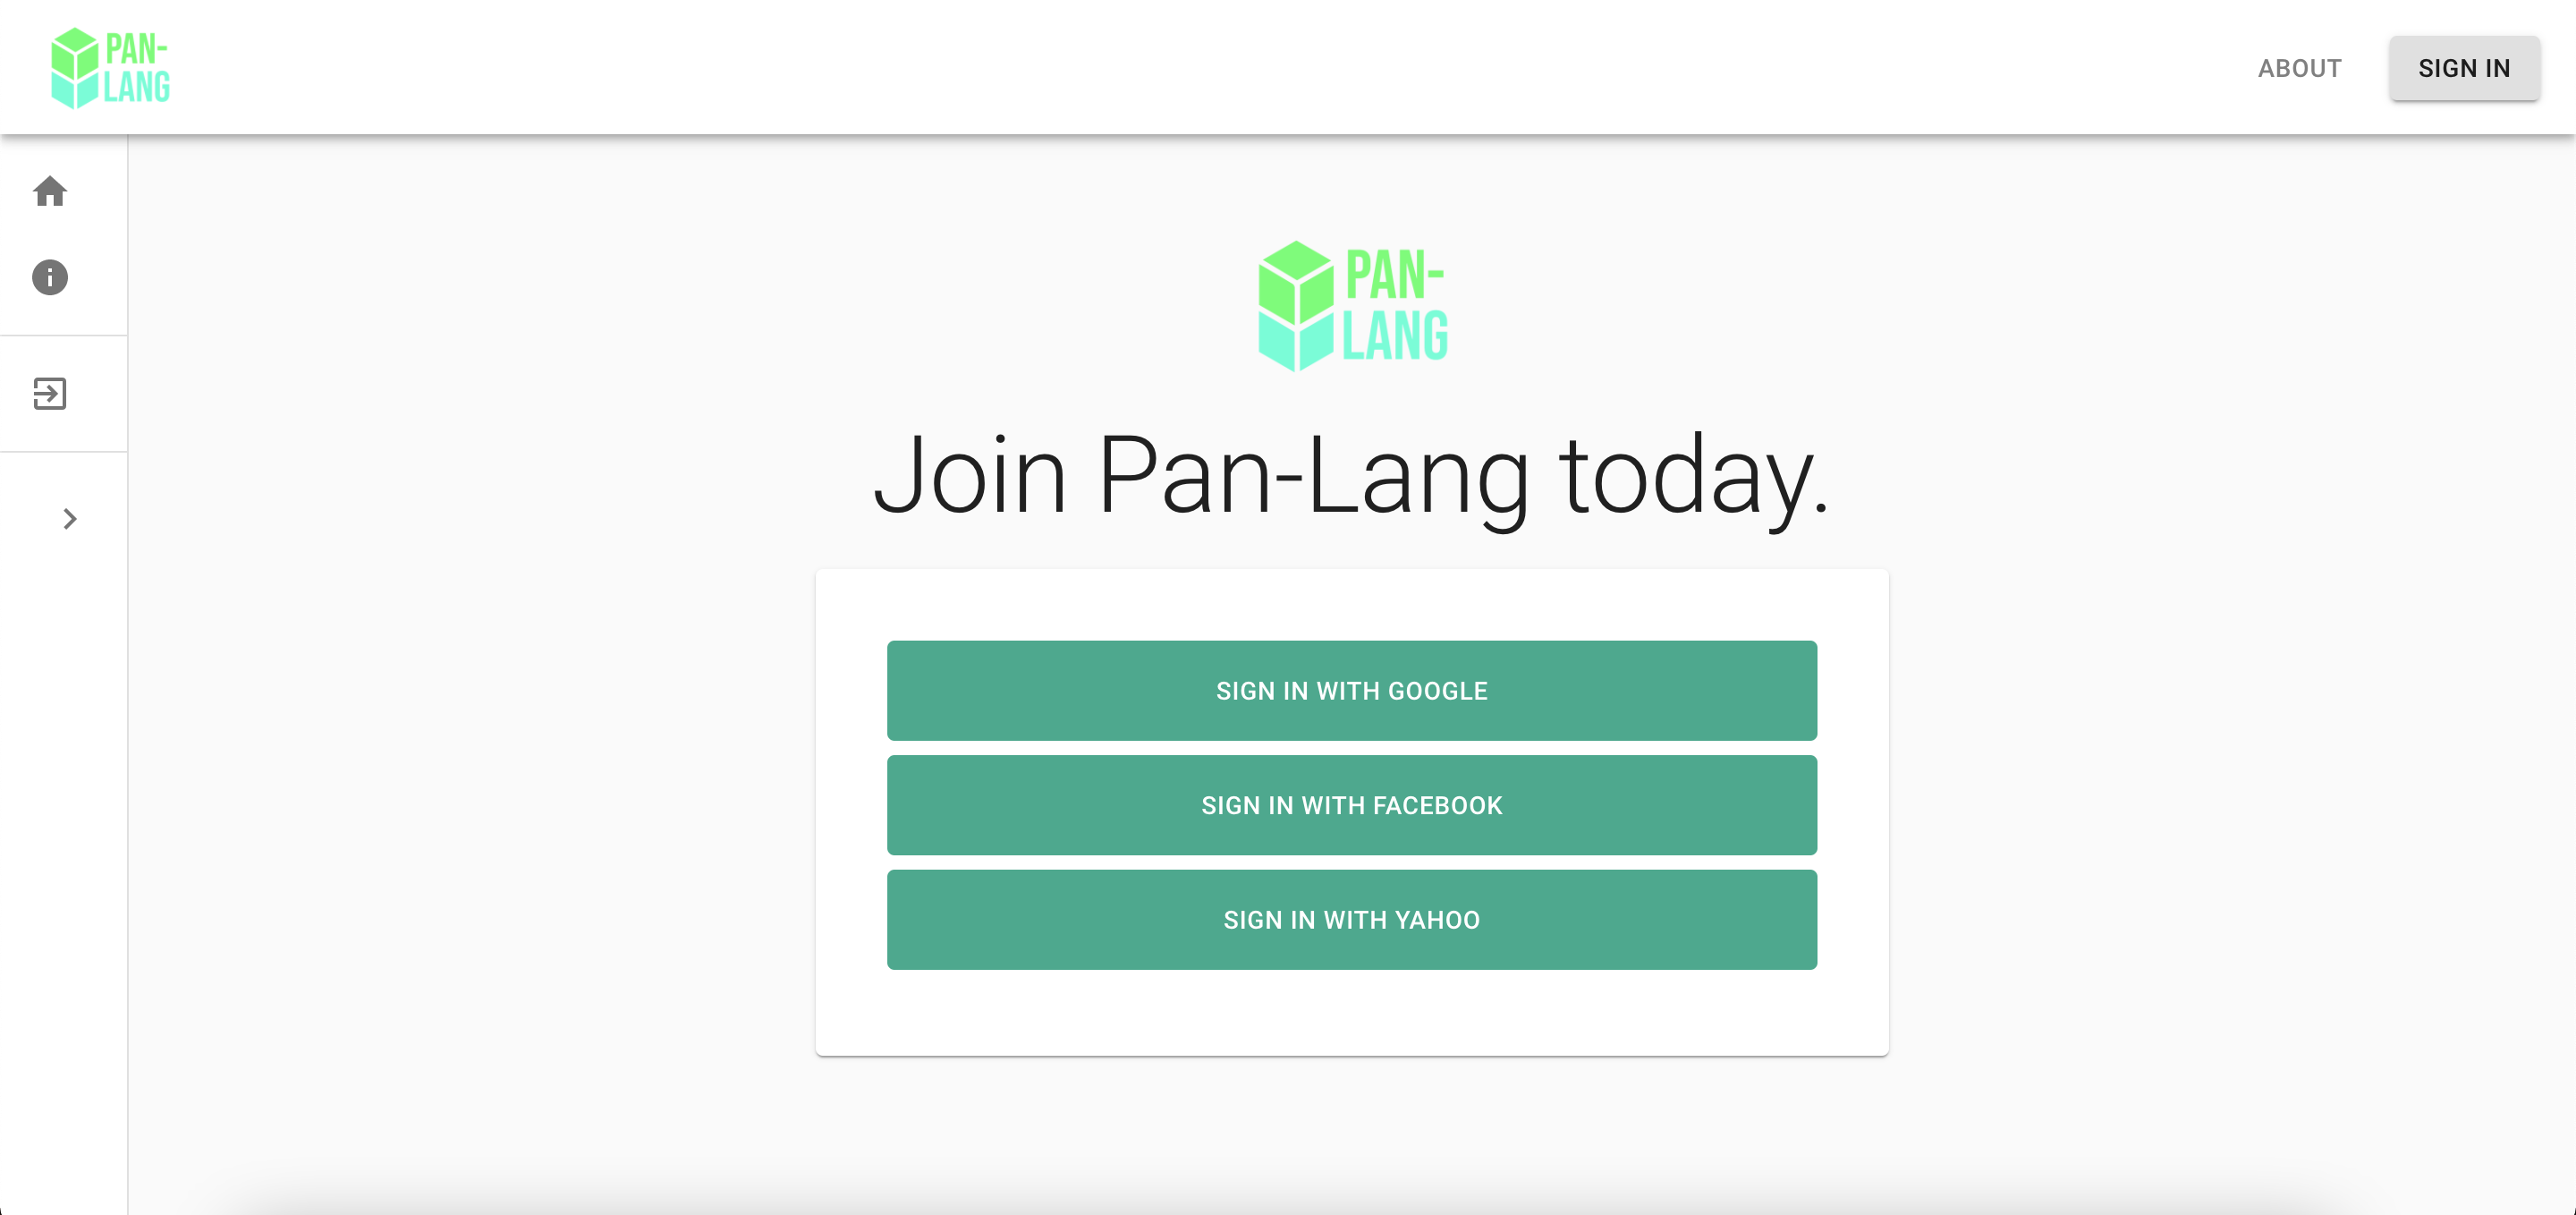 PAN-
LANG
ABOUT
SIGN IN
PAN-
LANG
Join Pan-Lang today.
SIGN IN WITH GOOGLE
SIGN IN WITH FACEBOOK
SIGN IN WITH YAHOO